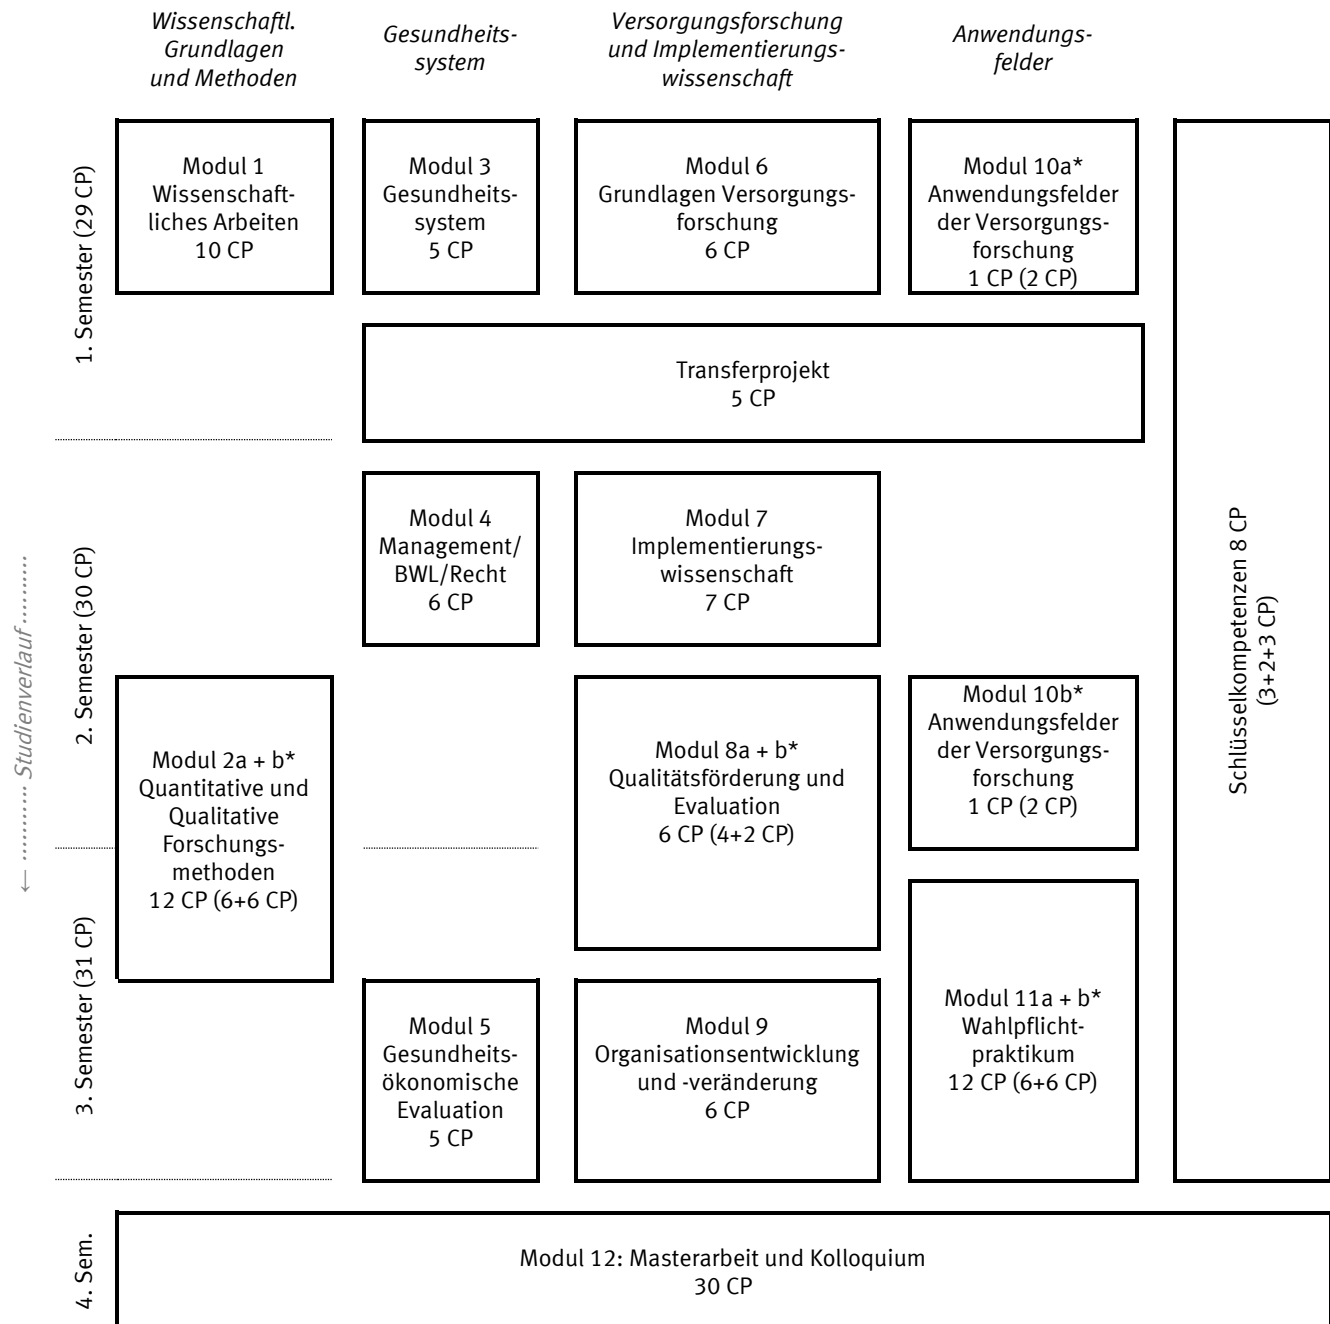 Wissenschaftl.
Grundlagen
und Methoden
Gesundheits-
system
Versorgungsforschung
und Implementierungs-
wissenschaft
Anwendungs-
felder
1. Semester (29 CP)
Modul 1
Wissenschaft-
liches Arbeiten
10 CP
Modul 3
Gesundheits-
system
5 CP
Modul 6
Grundlagen Versorgungs-
forschung
6 CP
Modul 10a*
Anwendungsfelder
der Versorgungs-
forschung
1 CP (2 CP)
Transferprojekt
5 CP
Schlüsselkompetenzen 8 CP
(3+2+3 CP)
← ............ Studienverlauf ..........
2. Semester (30 CP)
Modul 4
Management/
BWL/Recht
6 CP
Modul 7
Implementierungs-
wissenschaft
7 CP
Modul 2a + b*
Quantitative und
Qualitative
Forschungs-
methoden
12 CP (6+6 CP)
Modul 8a + b*
Qualitätsförderung und
Evaluation
6 CP (4+2 CP)
Modul 10b*
Anwendungsfelder
der Versorgungs-
forschung
1 CP (2 CP)
3. Semester (31 CP)
Modul 5
Gesundheits-
ökonomische
Evaluation
5 CP
Modul 9
Organisationsentwicklung
und -veränderung
6 CP
Modul 11a + b*
Wahlpflicht-
praktikum
12 CP (6+6 CP)
4. Sem.
Modul 12: Masterarbeit und Kolloquium
30 CP